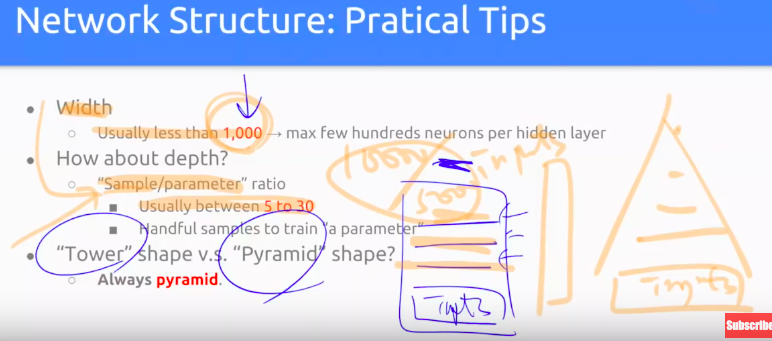 Network Structure: Pratical Tips
Width
Usually less than 1,000 → max few hundreds neurons per hidden layer
How about depth?
"Sample/parameter" ratio
Usually between 5 to 30
Handful samples to train "a parameter"
"Tower" shape v.s. "Pyramid" shape?
Always pyramid.
inputs
Inputs
Inputs
Subscribe